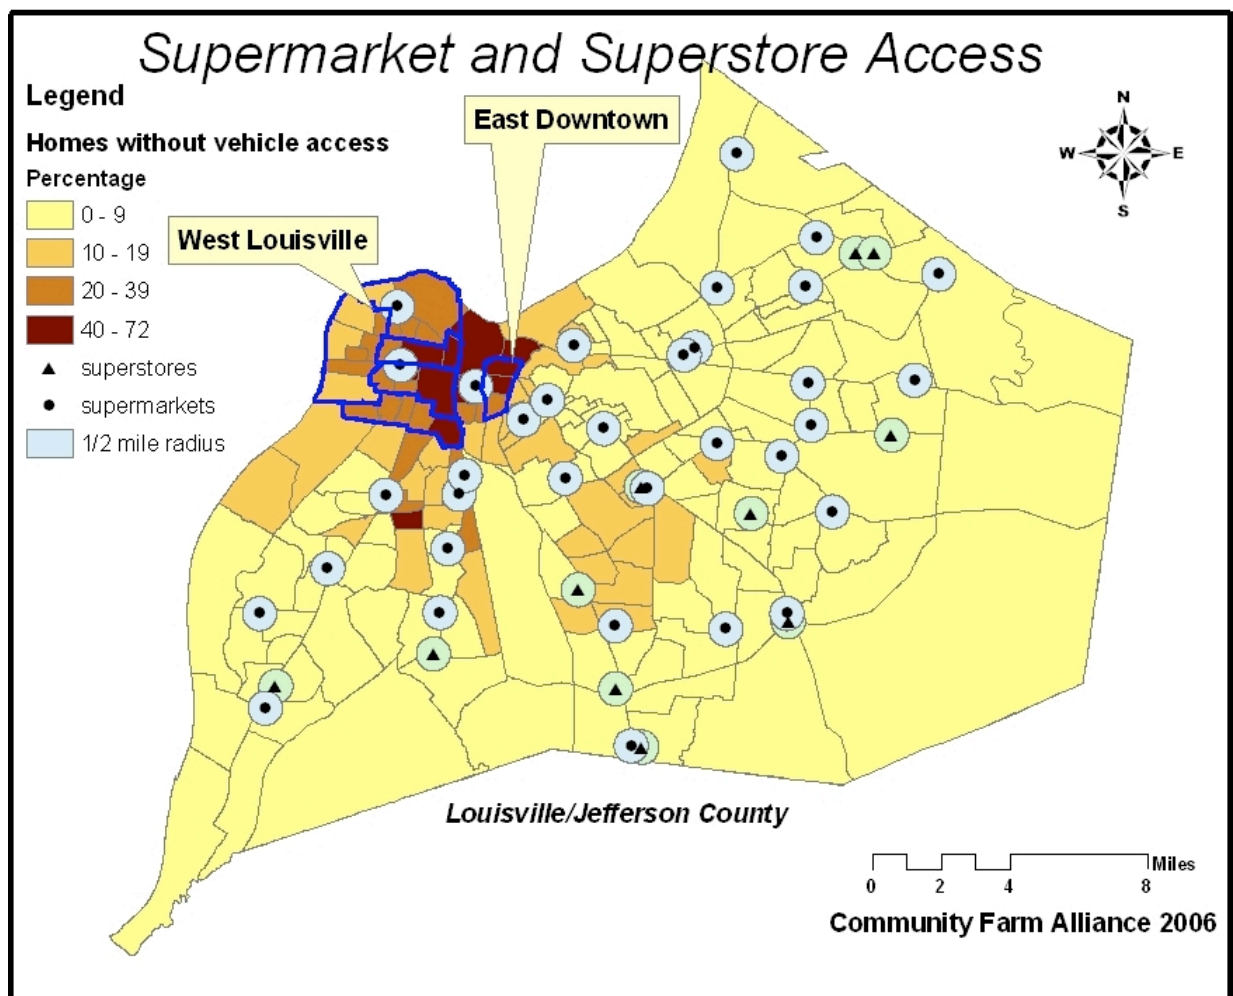 Supermarket and Superstore Access
Legend
Homes without vehicle access
Percentage
0 - 9
10 - 19
20 - 39
40 - 72
superstores
supermarkets
1/2 mile radius
West Louisville
East Downtown
N
W E
S
Louisville/Jefferson County
Miles
0 2 4 8
Community Farm Alliance 2006